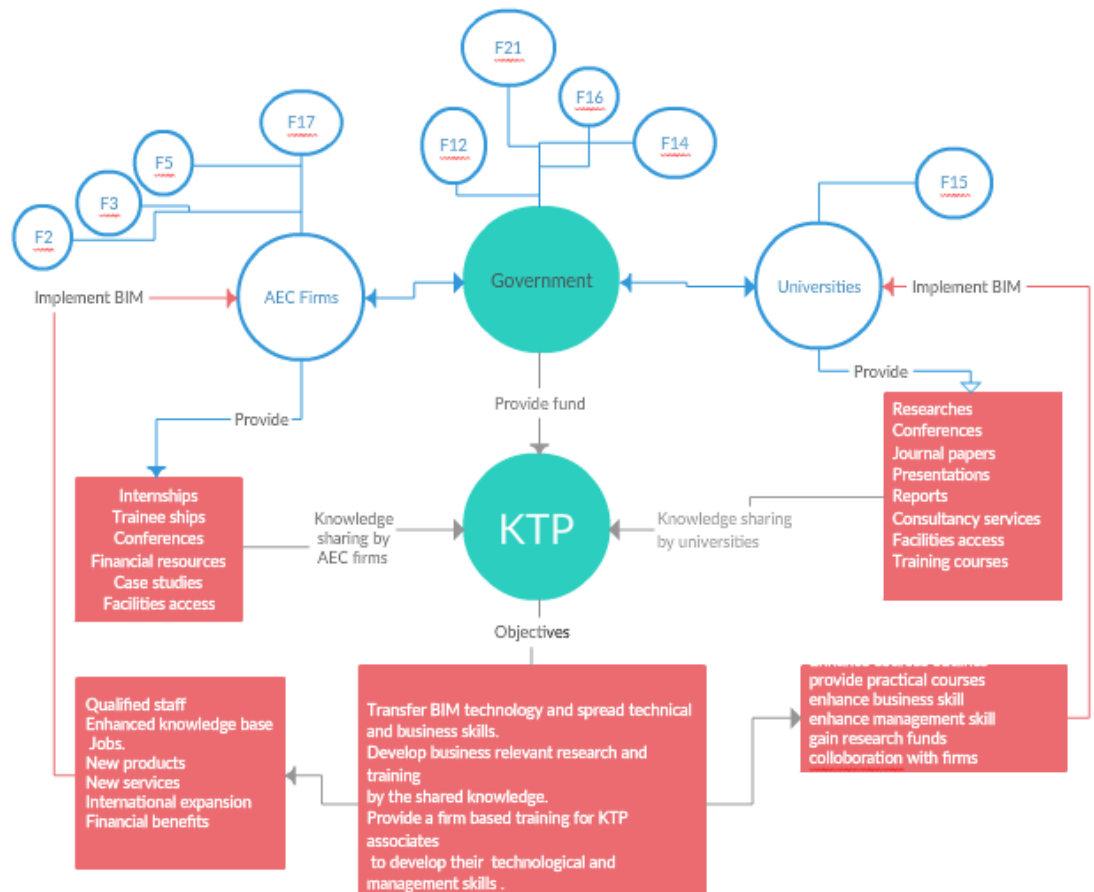 F21
F16
F17
F12
F14
F5
F15
F3
F2
Government
AEC Firms
Universities
Implement BIM
Implement BIM
Provide
Provide fund
Provide
Researches
Conferences
Journal papers
Presentations
Reports
Consultancy services
Facilities access
Training courses
Internships
Trainee ships
Conferences
Financial resources
Case studies
Facilities access
Knowledge
sharing by
AEC firms
KTP
Knowledge sharing
by universities
Objectives
Qualified staff
Enhanced knowledge base
Jobs.
New products
New services
International expansion
Financial benefits
Transfer BIM technology and spread technical
and business skills.
Develop business relevant research and
training
by the shared knowledge.
Provide a firm based training for KTP
associates
to develop their technological and
management skills .
provide practical courses
enhance business skill
enhance management skill
gain research funds
colloboration with firms